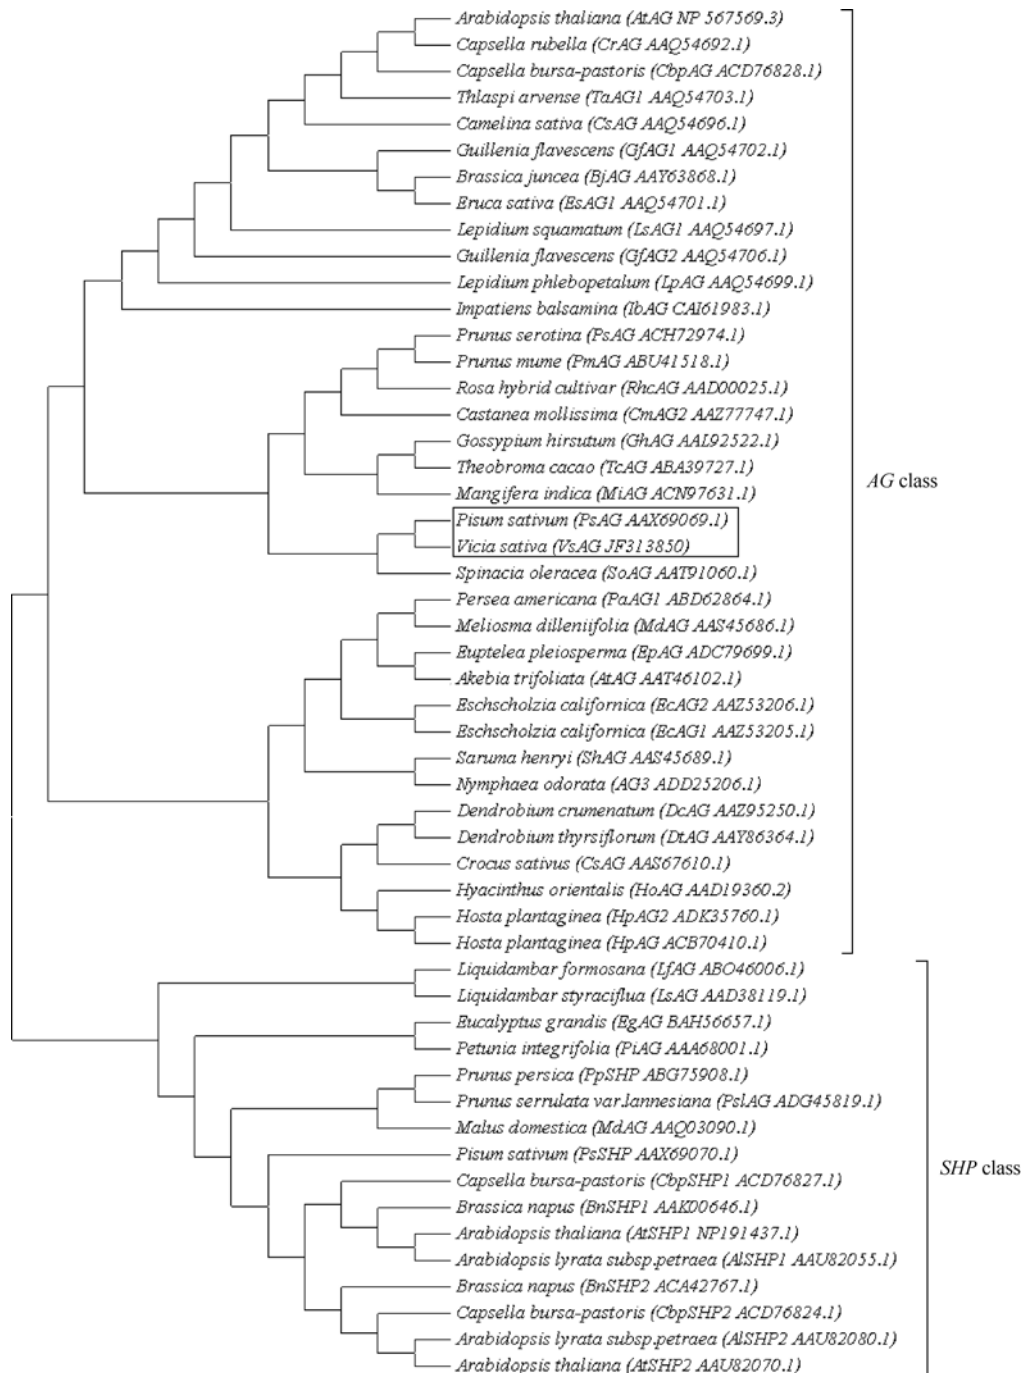 Arabidopsis thaliana (AtAG NP 567569.3)
Capsella rubella (CrAG AAQ54692.1)
Capsella bursa-pastoris (CbpAG ACD76828.1)
Thlaspi arvense (TaAG1 AAQ54703.1)
Camelina sativa (CsAG AAQ54696.1)
Guillenia flavescens (GfAG1 AAQ54702.1)
Brassica juncea (BjAG AAY63868.1)
Eruca sativa (EsAG1 AAQ54701.1)
Lepidium squamatum (LsAG1 AAQ54697.1)
Guillenia flavescens (GfAG2 AAQ54706.1)
Lepidium phlebopetalum (LpAG AAQ54699.1)
Impatiens balsamina (IbAG CAI61983.1)
Prunus serotina (PsAG ACH72974.1)
Prunus mume (PmAG ABU41518.1)
Rosa hybrid cultivar (RhcAG AAD00025.1)
Castanea mollissima (CmAG2 AAZ77747.1)
Gossypium hirsutum (GhAG AAL92522.1)
Theobroma cacao (TcAG ABA39727.1)
Mangifera indica (MiAG ACN97631.1)
AG class
Pisum sativum (PsAG AAX69069.1)
Vicia sativa (VsAG JF313850)
Spinacia oleracea (SoAG AAT91060.1)
Persea americana (PaAG1 ABD62864.1)
Meliosma dilleniifolia (MdAG AAS45686.1)
Euptelea pleiosperma (EpAG ADC79699.1)
Akebia trifoliata (AtAG AAT46102.1)
Eschscholzia californica (EcAG2 AAZ53206.1)
Eschscholzia californica (EcAG1 AAZ53205.1)
Saruma henryi (ShAG AAS45689.1)
Nymphaea odorata (AG3 ADD25206.1)
Dendrobium crumenatum (DcAG AAZ95250.1)
Dendrobium thyrsiflorum (DtAG AAY86364.1)
Crocus sativus (CsAG AAS67610.1)
Hyacinthus orientalis (HoAG AAD19360.2)
Hosta plantaginea (HpAG2 ADK35760.1)
Hosta plantaginea (HpAG ACB70410.1)
Liquidambar formosana (LfAG ABO46006.1)
Liquidambar styraciflua (LsAG AAD38119.1)
Eucalyptus grandis (EgAG BAH56657.1)
Petunia integrifolia (PiAG AAA68001.1)
Prunus persica (PpSHP ABG75908.1)
Prunus serrulata var.lannesiana (PslAG ADG45819.1)
Malus domestica (MdAG AAQ03090.1)
Pisum sativum (PsSHP AAX69070.1)
SHP class
Capsella bursa-pastoris (CbpSHP1 ACD76827.1)
Brassica napus (BnSHP1 AAK00646.1)
Arabidopsis thaliana (AtSHP1 NP191437.1)
Arabidopsis lyrata subsp.petraea (AlSHP1 AAU82055.1)
Brassica napus (BnSHP2 ACA42767.1)
Capsella bursa-pastoris (CbpSHP2 ACD76824.1)
Arabidopsis lyrata subsp.petraea (AlSHP2 AAU82080.1)
Arabidopsis thaliana (AtSHP2 AAU82070.1)